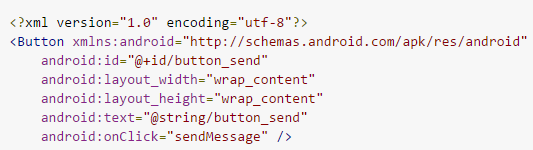 <?xml version="1.0" encoding="utf-8"?>
<Button xmlns:android="http://schemas.android.com/apk/res/android"
    android:id="@+id/button_send"
    android:layout_width="wrap_content"
    android:layout_height="wrap_content"
    android:text="@string/button_send"
    android:onClick="sendMessage" />